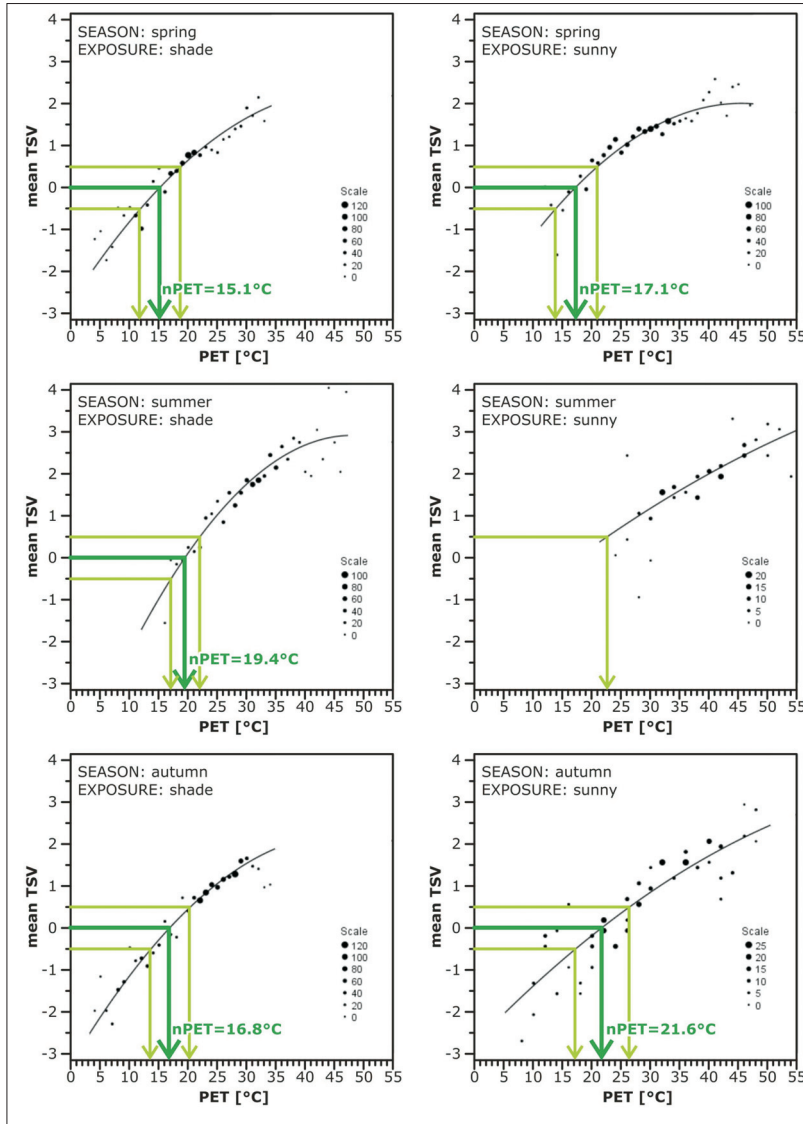 SEASON: spring
EXPOSURE: shade
4
3
2
1
0
-1
-2
-3
mean TSV
Scale
120
100
80
60
40
20
0
nPET=15.1°C
0 5 10 15 20 25 30 35 40 45 50 55
PET [°C]
SEASON: spring
EXPOSURE: sunny
4
3
2
1
0
-1
-2
-3
mean TSV
Scale
100
80
60
40
20
0
nPET=17.1°C
0 5 10 15 20 25 30 35 40 45 50 55
PET [°C]
SEASON: summer
EXPOSURE: shade
4
3
2
1
0
-1
-2
-3
mean TSV
Scale
100
80
60
40
20
0
nPET=19.4°C
0 5 10 15 20 25 30 35 40 45 50 55
PET [°C]
SEASON: summer
EXPOSURE: sunny
4
3
2
1
0
-1
-2
-3
mean TSV
Scale
20
15
10
5
0
0 5 10 15 20 25 30 35 40 45 50 55
PET [°C]
SEASON: autumn
EXPOSURE: shade
4
3
2
1
0
-1
-2
-3
mean TSV
Scale
120
100
80
60
40
20
0
nPET=16.8°C
0 5 10 15 20 25 30 35 40 45 50 55
PET [°C]
SEASON: autumn
EXPOSURE: sunny
4
3
2
1
0
-1
-2
-3
mean TSV
Scale
25
20
15
10
5
0
nPET=21.6°C
0 5 10 15 20 25 30 35 40 45 50 55
PET [°C]